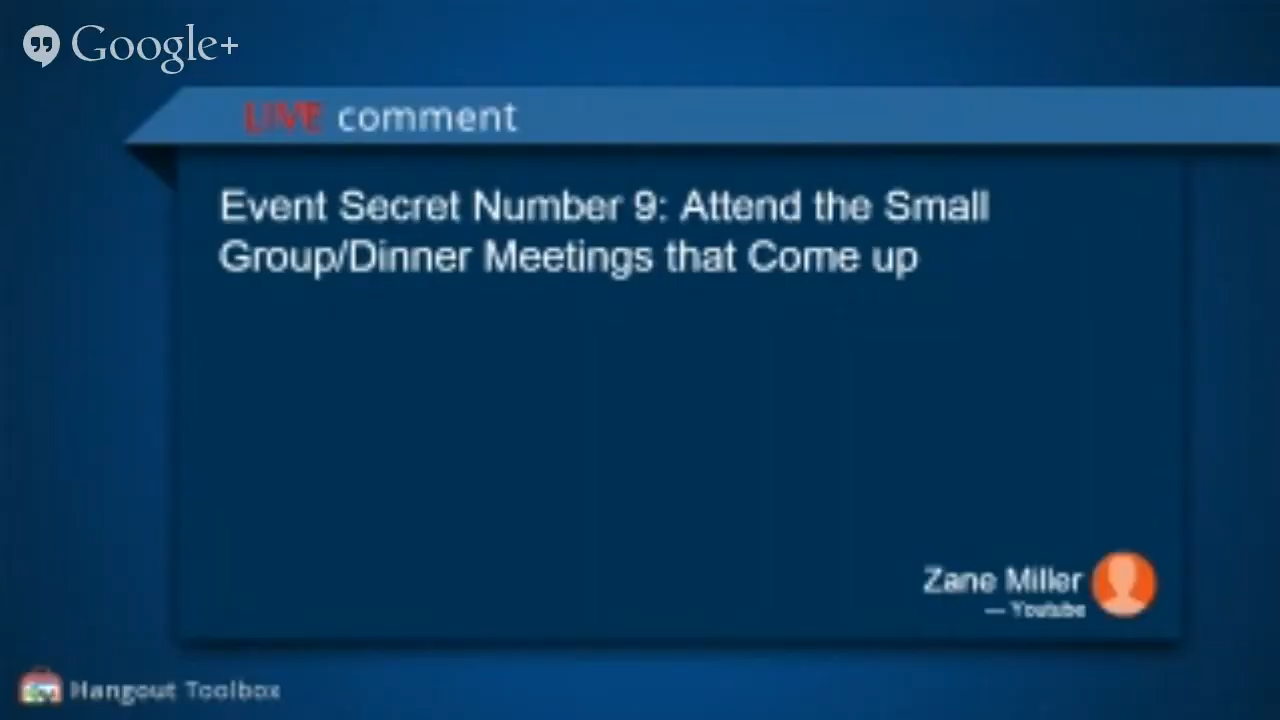 Google+
LIVE comment
Event Secret Number 9: Attend the Small
Group/Dinner Meetings that Come up
Zane Miller
— Youtube
Hangout Toolbox